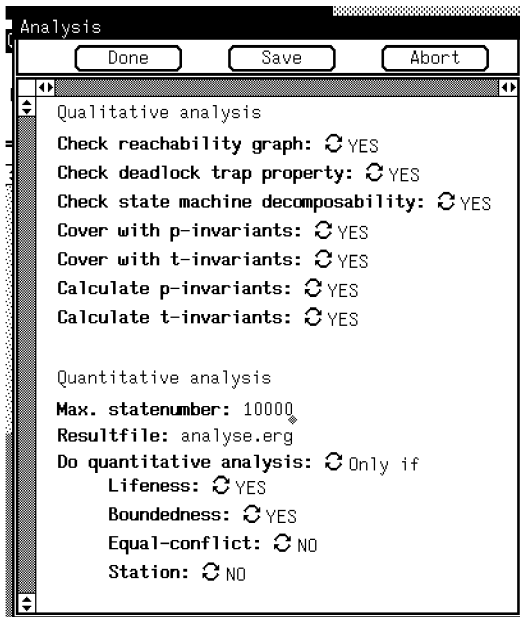 Analysis
Done Save Abort
Qualitative analysis
Check reachability graph: YES
Check deadlock trap property: YES
Check state machine decomposability: YES
Cover with p-invariants: YES
Cover with t-invariants: YES
Calculate p-invariants: YES
Calculate t-invariants: YES
Quantitative analysis
Max. statenumber: 10000
Resultfile: analyse.erg
Do quantitative analysis: Only if
Lifeness: YES
Boundedness: YES
Equal-conflict: NO
Station: NO